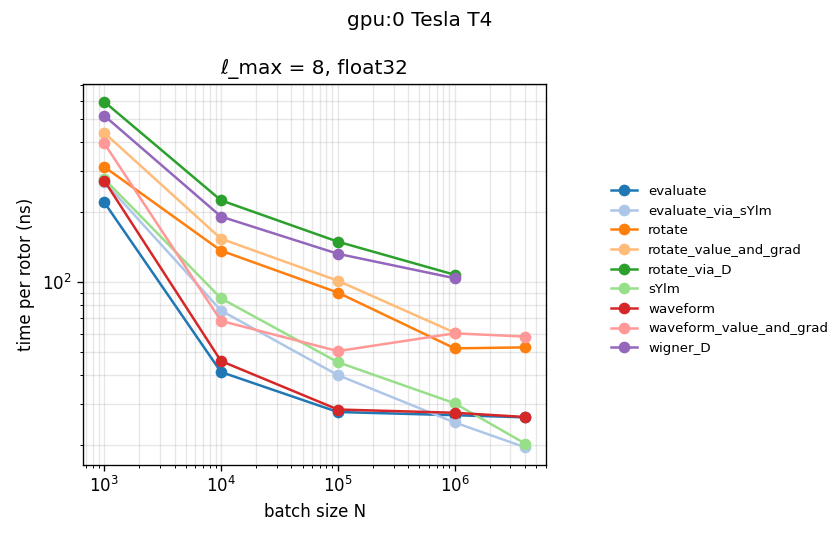 gpu:0 Tesla T4
ℓ_max = 8, float32
time per rotor (ns)
10²
10³
10⁴
10⁵
10⁶
batch size N
evaluate
evaluate_via_sYlm
rotate
rotate_value_and_grad
rotate_via_D
sYlm
waveform
waveform_value_and_grad
wigner_D